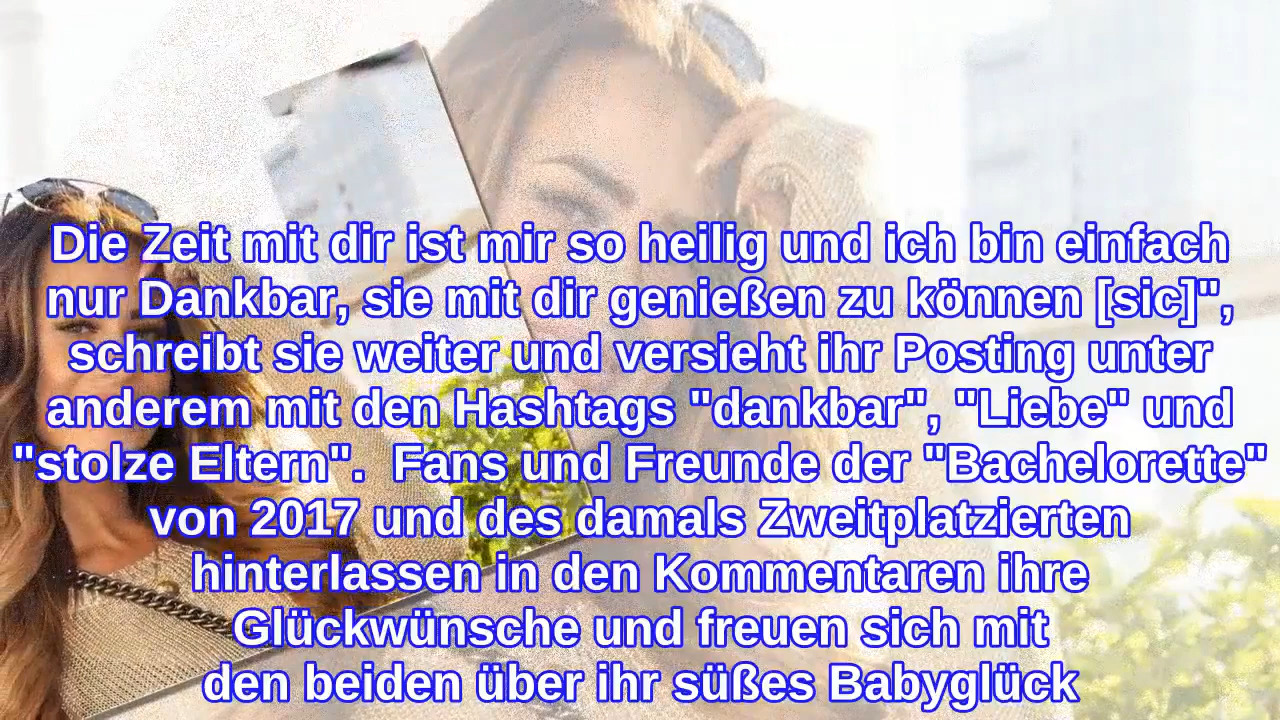 Die Zeit mit dir ist mir so heilig und ich bin einfach
nur Dankbar, sie mit dir genießen zu können [sic]",
schreibt sie weiter und versieht ihr Posting unter
anderem mit den Hashtags "dankbar", "Liebe" und
"stolze Eltern".  Fans und Freunde der "Bachelorette"
von 2017 und des damals Zweitplatzierten
hinterlassen in den Kommentaren ihre
Glückwünsche und freuen sich mit
den beiden über ihr süßes Babyglück